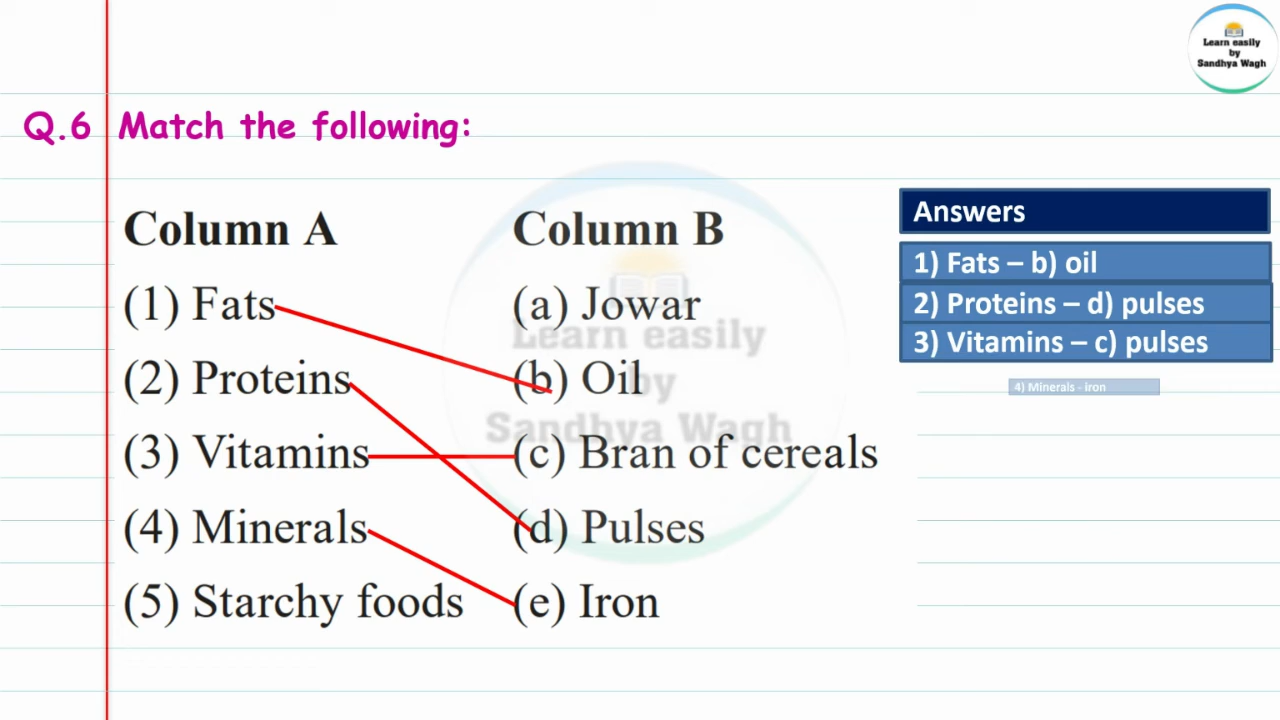 Learn easily
by
Sandhya Wagh
Q.6 Match the following:
Column A Column B
(1) Fats (a) Jowar
(2) Proteins (b) Oil
(3) Vitamins (c) Bran of cereals
(4) Minerals (d) Pulses
(5) Starchy foods (e) Iron
Learn easily
by
Sandhya Wagh
Answers
1) Fats – b) oil
2) Proteins – d) pulses
3) Vitamins – c) pulses
4) Minerals - iron